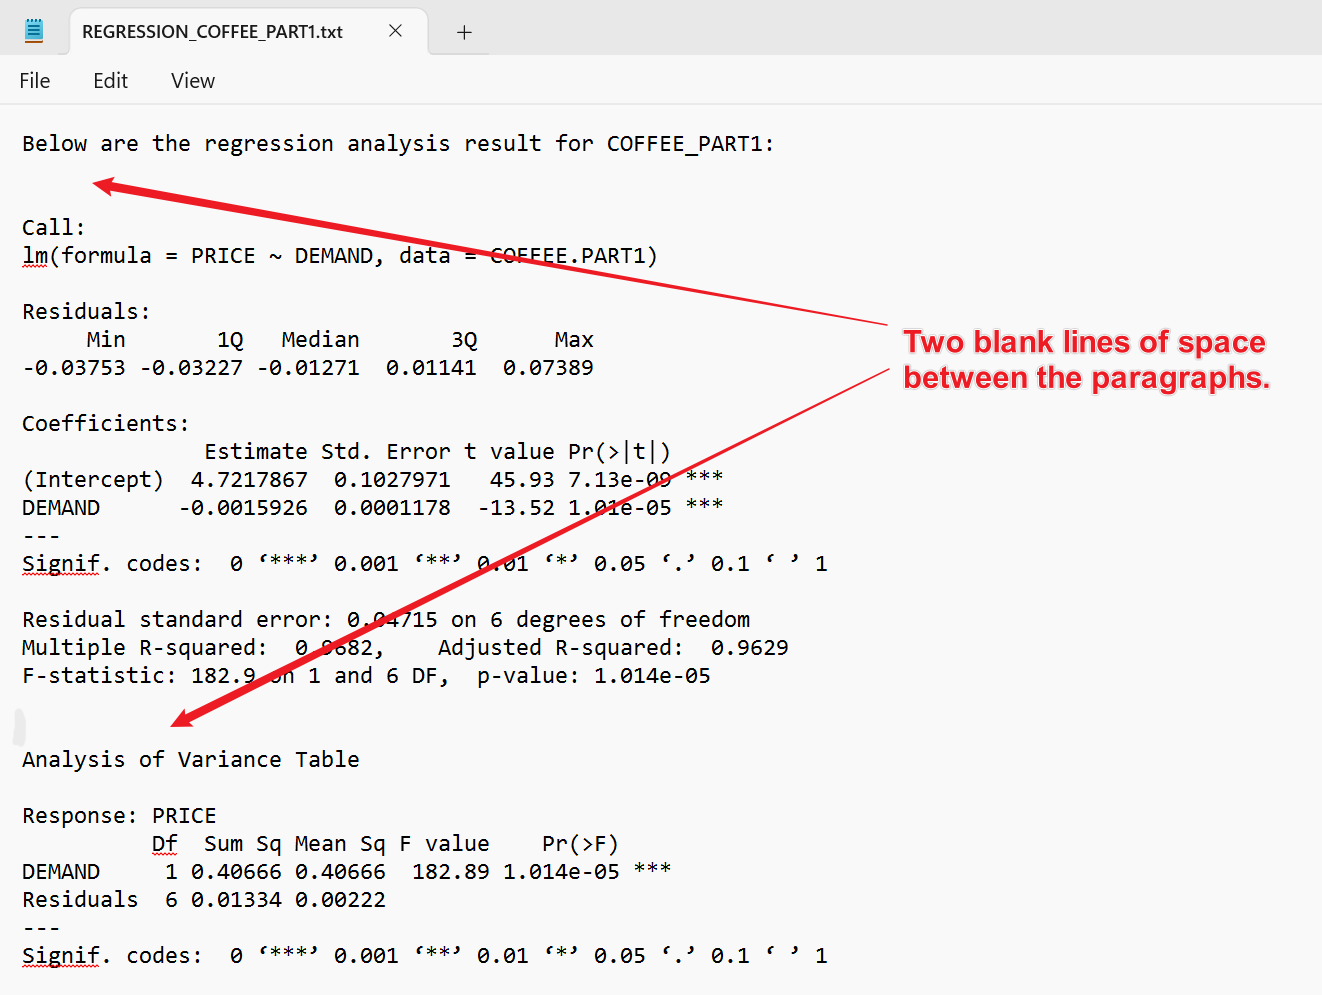 REGRESSION_COFFEE_PART1.txt
File Edit View
Below are the regression analysis result for COFFEE_PART1:
Call:
lm(formula = PRICE ~ DEMAND, data = COFFEE.PART1)
Residuals:
Min 1Q Median 3Q Max
-0.03753 -0.03227 -0.01271 0.01141 0.07389
Two blank lines of space
between the paragraphs.
Coefficients:
Estimate Std. Error t value Pr(>|t|)
(Intercept) 4.7217867 0.1027971 45.93 7.13e-09 ***
DEMAND -0.0015926 0.0001178 -13.52 1.01e-05 ***
---
Signif. codes: 0 ‘***’ 0.001 ‘**’ 0.01 ‘*’ 0.05 ‘.’ 0.1 ‘ ’ 1
Residual standard error: 0.04715 on 6 degrees of freedom
Multiple R-squared: 0.9682, Adjusted R-squared: 0.9629
F-statistic: 182.9 on 1 and 6 DF, p-value: 1.014e-05
Analysis of Variance Table
Response: PRICE
Df Sum Sq Mean Sq F value Pr(>F)
DEMAND 1 0.40666 0.40666 182.89 1.014e-05 ***
Residuals 6 0.01334 0.00222
---
Signif. codes: 0 ‘***’ 0.001 ‘**’ 0.01 ‘*’ 0.05 ‘.’ 0.1 ‘ ’ 1